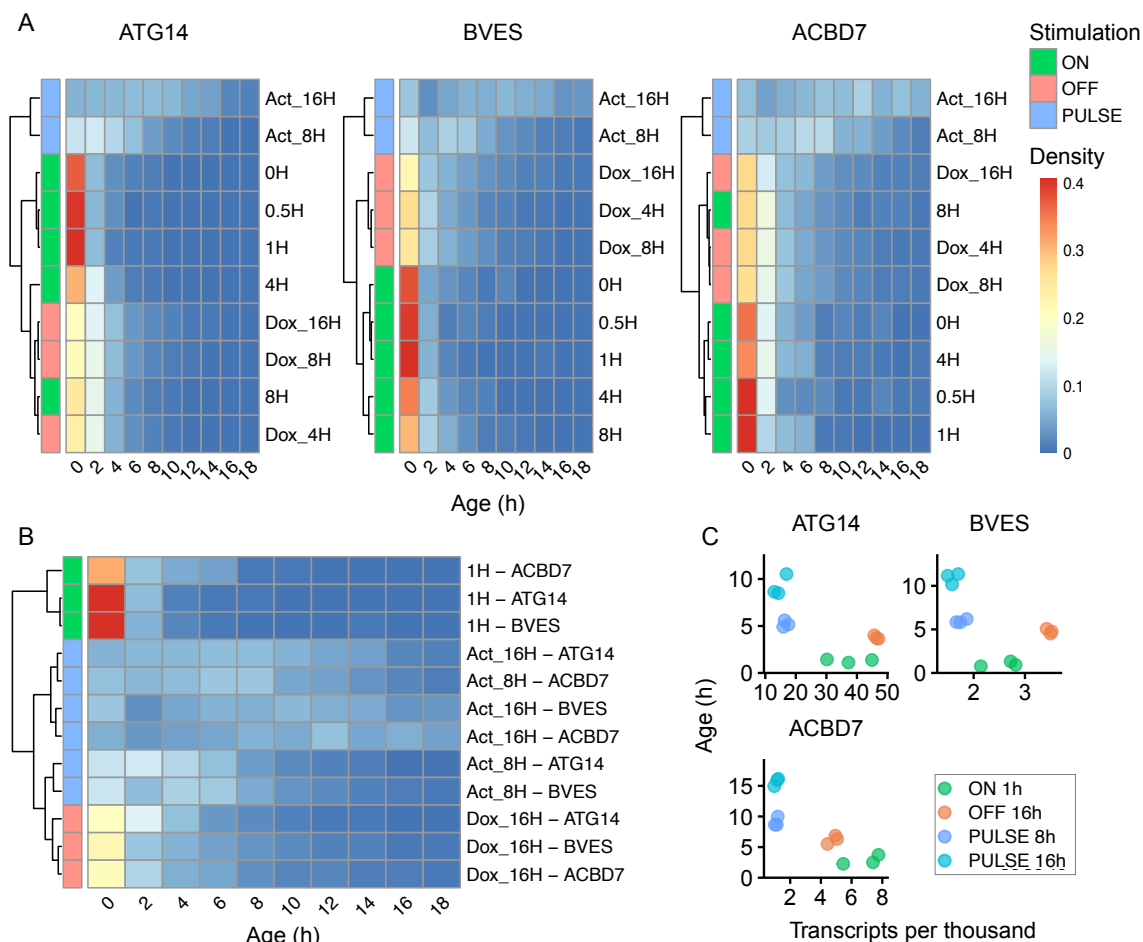 A
ATG14
BVES
ACBD7
Stimulation
ON
OFF
PULSE
Density
0.4
0.3
0.2
0.1
0
Act_16H
Act_8H
0H
0.5H
1H
4H
Dox_16H
Dox_8H
8H
Dox_4H
0 2 4 6 8 10 12 14 16 18
Act_16H
Act_8H
Dox_16H
Dox_4H
Dox_8H
0H
0.5H
1H
4H
8H
0 2 4 6 8 10 12 14 16 18
Act_16H
Act_8H
Dox_16H
8H
Dox_4H
Dox_8H
0H
4H
0.5H
1H
0 2 4 6 8 10 12 14 16 18
Age (h)
B
1H – ACBD7
1H – ATG14
1H – BVES
Act_16H – ATG14
Act_8H – ACBD7
Act_16H – BVES
Act_16H – ACBD7
Act_8H – ATG14
Act_8H – BVES
Dox_16H – ATG14
Dox_16H – BVES
Dox_16H – ACBD7
0 2 4 6 8 10 12 14 16 18
Age (h)
C
ATG14
10
5
0
10 20 30 40 50
BVES
10
5
0
2 3
ACBD7
15
10
5
0
2 4 6 8
Age (h)
Transcripts per thousand
ON 1h
OFF 16h
PULSE 8h
PULSE 16h